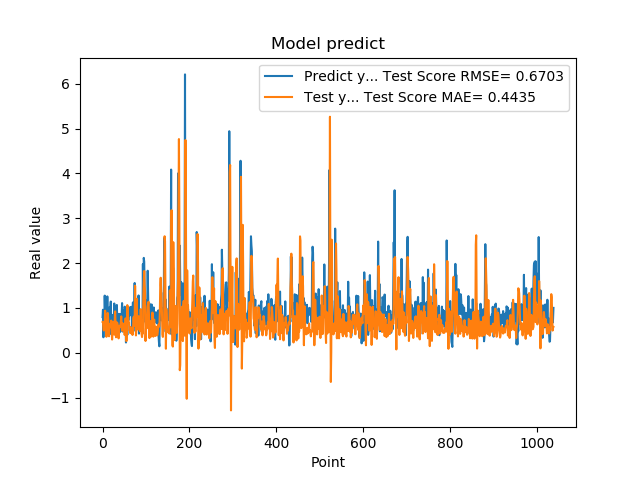 Model predict
Predict y... Test Score RMSE= 0.6703
Test y... Test Score MAE= 0.4435
Real value
6
5
4
3
2
1
0
−1
0 200 400 600 800 1000
Point